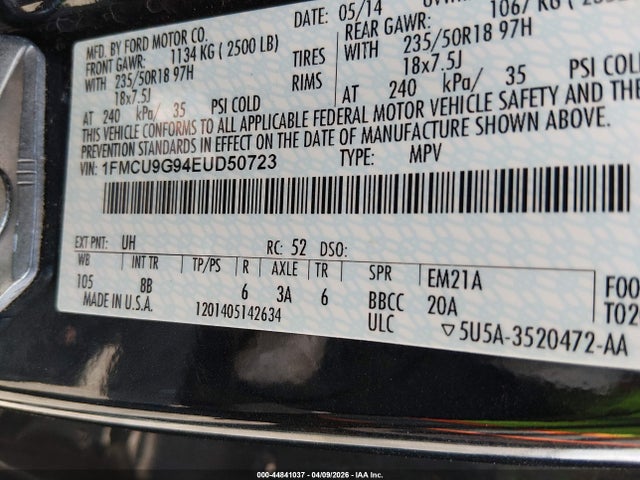 MFD. BY FORD MOTOR CO.
DATE: 05/14
FRONT GAWR: 1134 KG ( 2500 LB)
REAR GAWR: 1067 KG
WITH 235/50R18 97H TIRES
WITH 235/50R18 97H
18x7.5J RIMS
18x7.5J
AT 240 kPa/ 35 PSI COLD
AT 240 kPa/ 35 PSI COLD
THIS VEHICLE CONFORMS TO ALL APPLICABLE FEDERAL MOTOR VEHICLE SAFETY AND THE
PREVENTION STANDARDS IN EFFECT ON THE DATE OF MANUFACTURE SHOWN ABOVE.
VIN: 1FMCU9G94EUD50723
TYPE: MPV
EXT PNT: UH RC: 52 DSO:
WB INT TR TP/PS R AXLE TR SPR EM21A
105 BB 6 3A 6 BBCC 20A
MADE IN U.S.A. 1201405142634 ULC 5U5A-3520472-AA
FOO
TO2
000-44841037 - 04/09/2026 - IAA Inc.